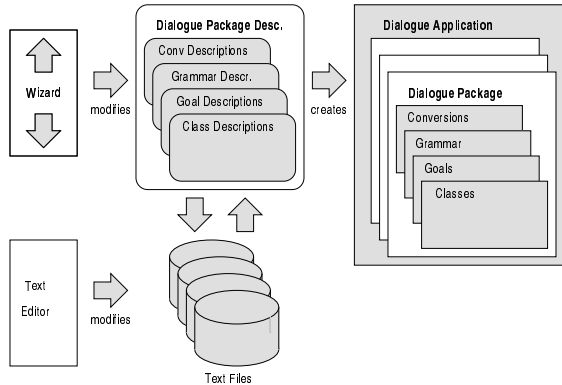 Dialogue Package Desc.
Dialogue Application
Conv Descriptions
Grammar Descr.
Goal Descriptions
Class Descriptions
Wizard
modifies
creates
Dialogue Package
Conversions
Grammar
Goals
Classes
Text
Editor
modifies
Text Files